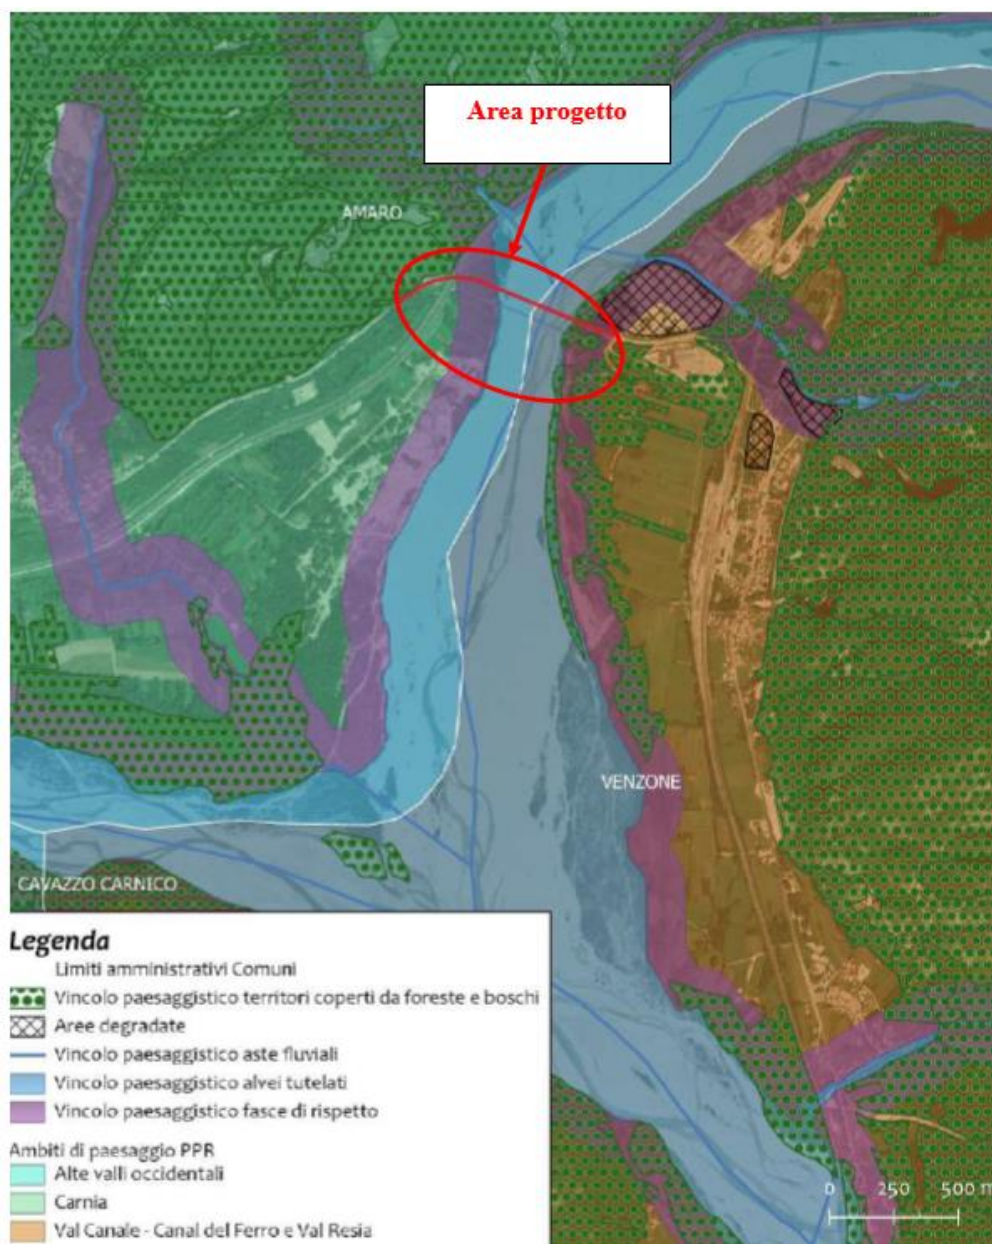 Area progetto
AMARO
VENZONE
CAVAZZO CARNICO
Legenda
Limiti amministrativi Comuni
Vincolo paesaggistico territori coperti da foreste e boschi
Aree degradate
Vincolo paesaggistico aste fluviali
Vincolo paesaggistico alvei tutelati
Vincolo paesaggistico fasce di rispetto
Ambiti di paesaggio PPR
Alte valli occidentali
Carnia
Val Canale - Canal del Ferro e Val Resia
0 250 500 m